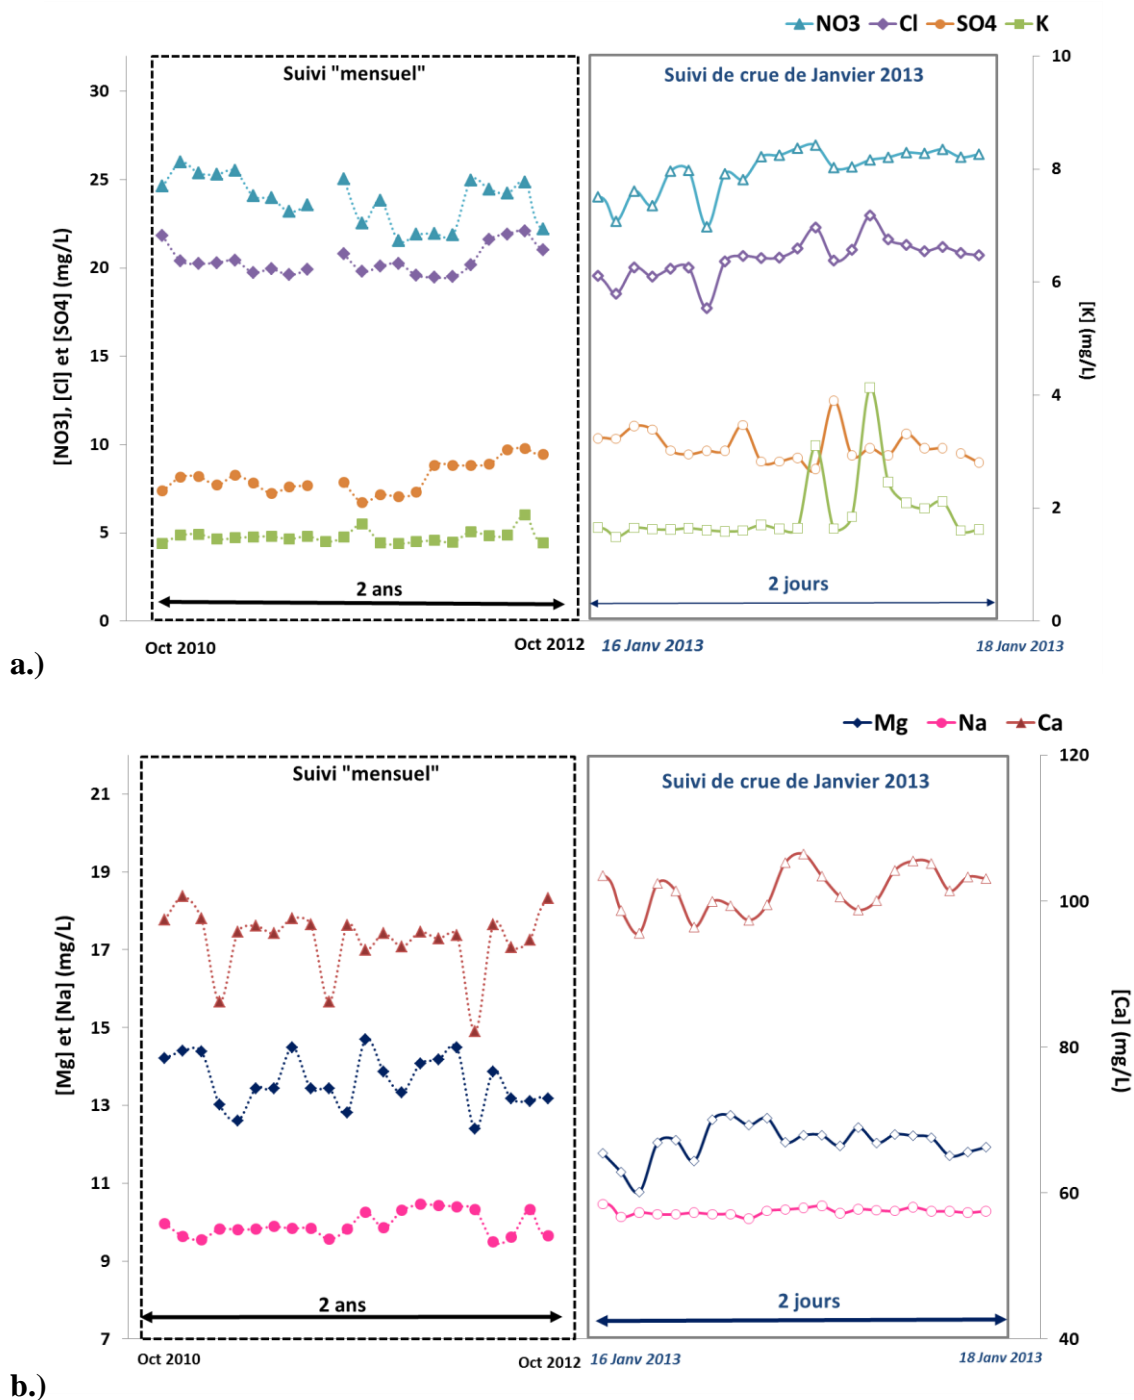 NO3 Cl SO4 K
Suivi "mensuel"
Suivi de crue de Janvier 2013
30
25
20
15
10
5
0
[NO3], [Cl] et [SO4] (mg/L)
10
8
6
4
2
0
[K] (mg/L)
2 ans
2 jours
Oct 2010
Oct 2012
16 Janv 2013
18 Janv 2013
a.)
Mg Na Ca
Suivi "mensuel"
Suivi de crue de Janvier 2013
21
19
17
15
13
11
9
7
[Mg] et [Na] (mg/L)
120
100
80
60
40
[Ca] (mg/L)
2 ans
2 jours
Oct 2010
Oct 2012
16 Janv 2013
18 Janv 2013
b.)